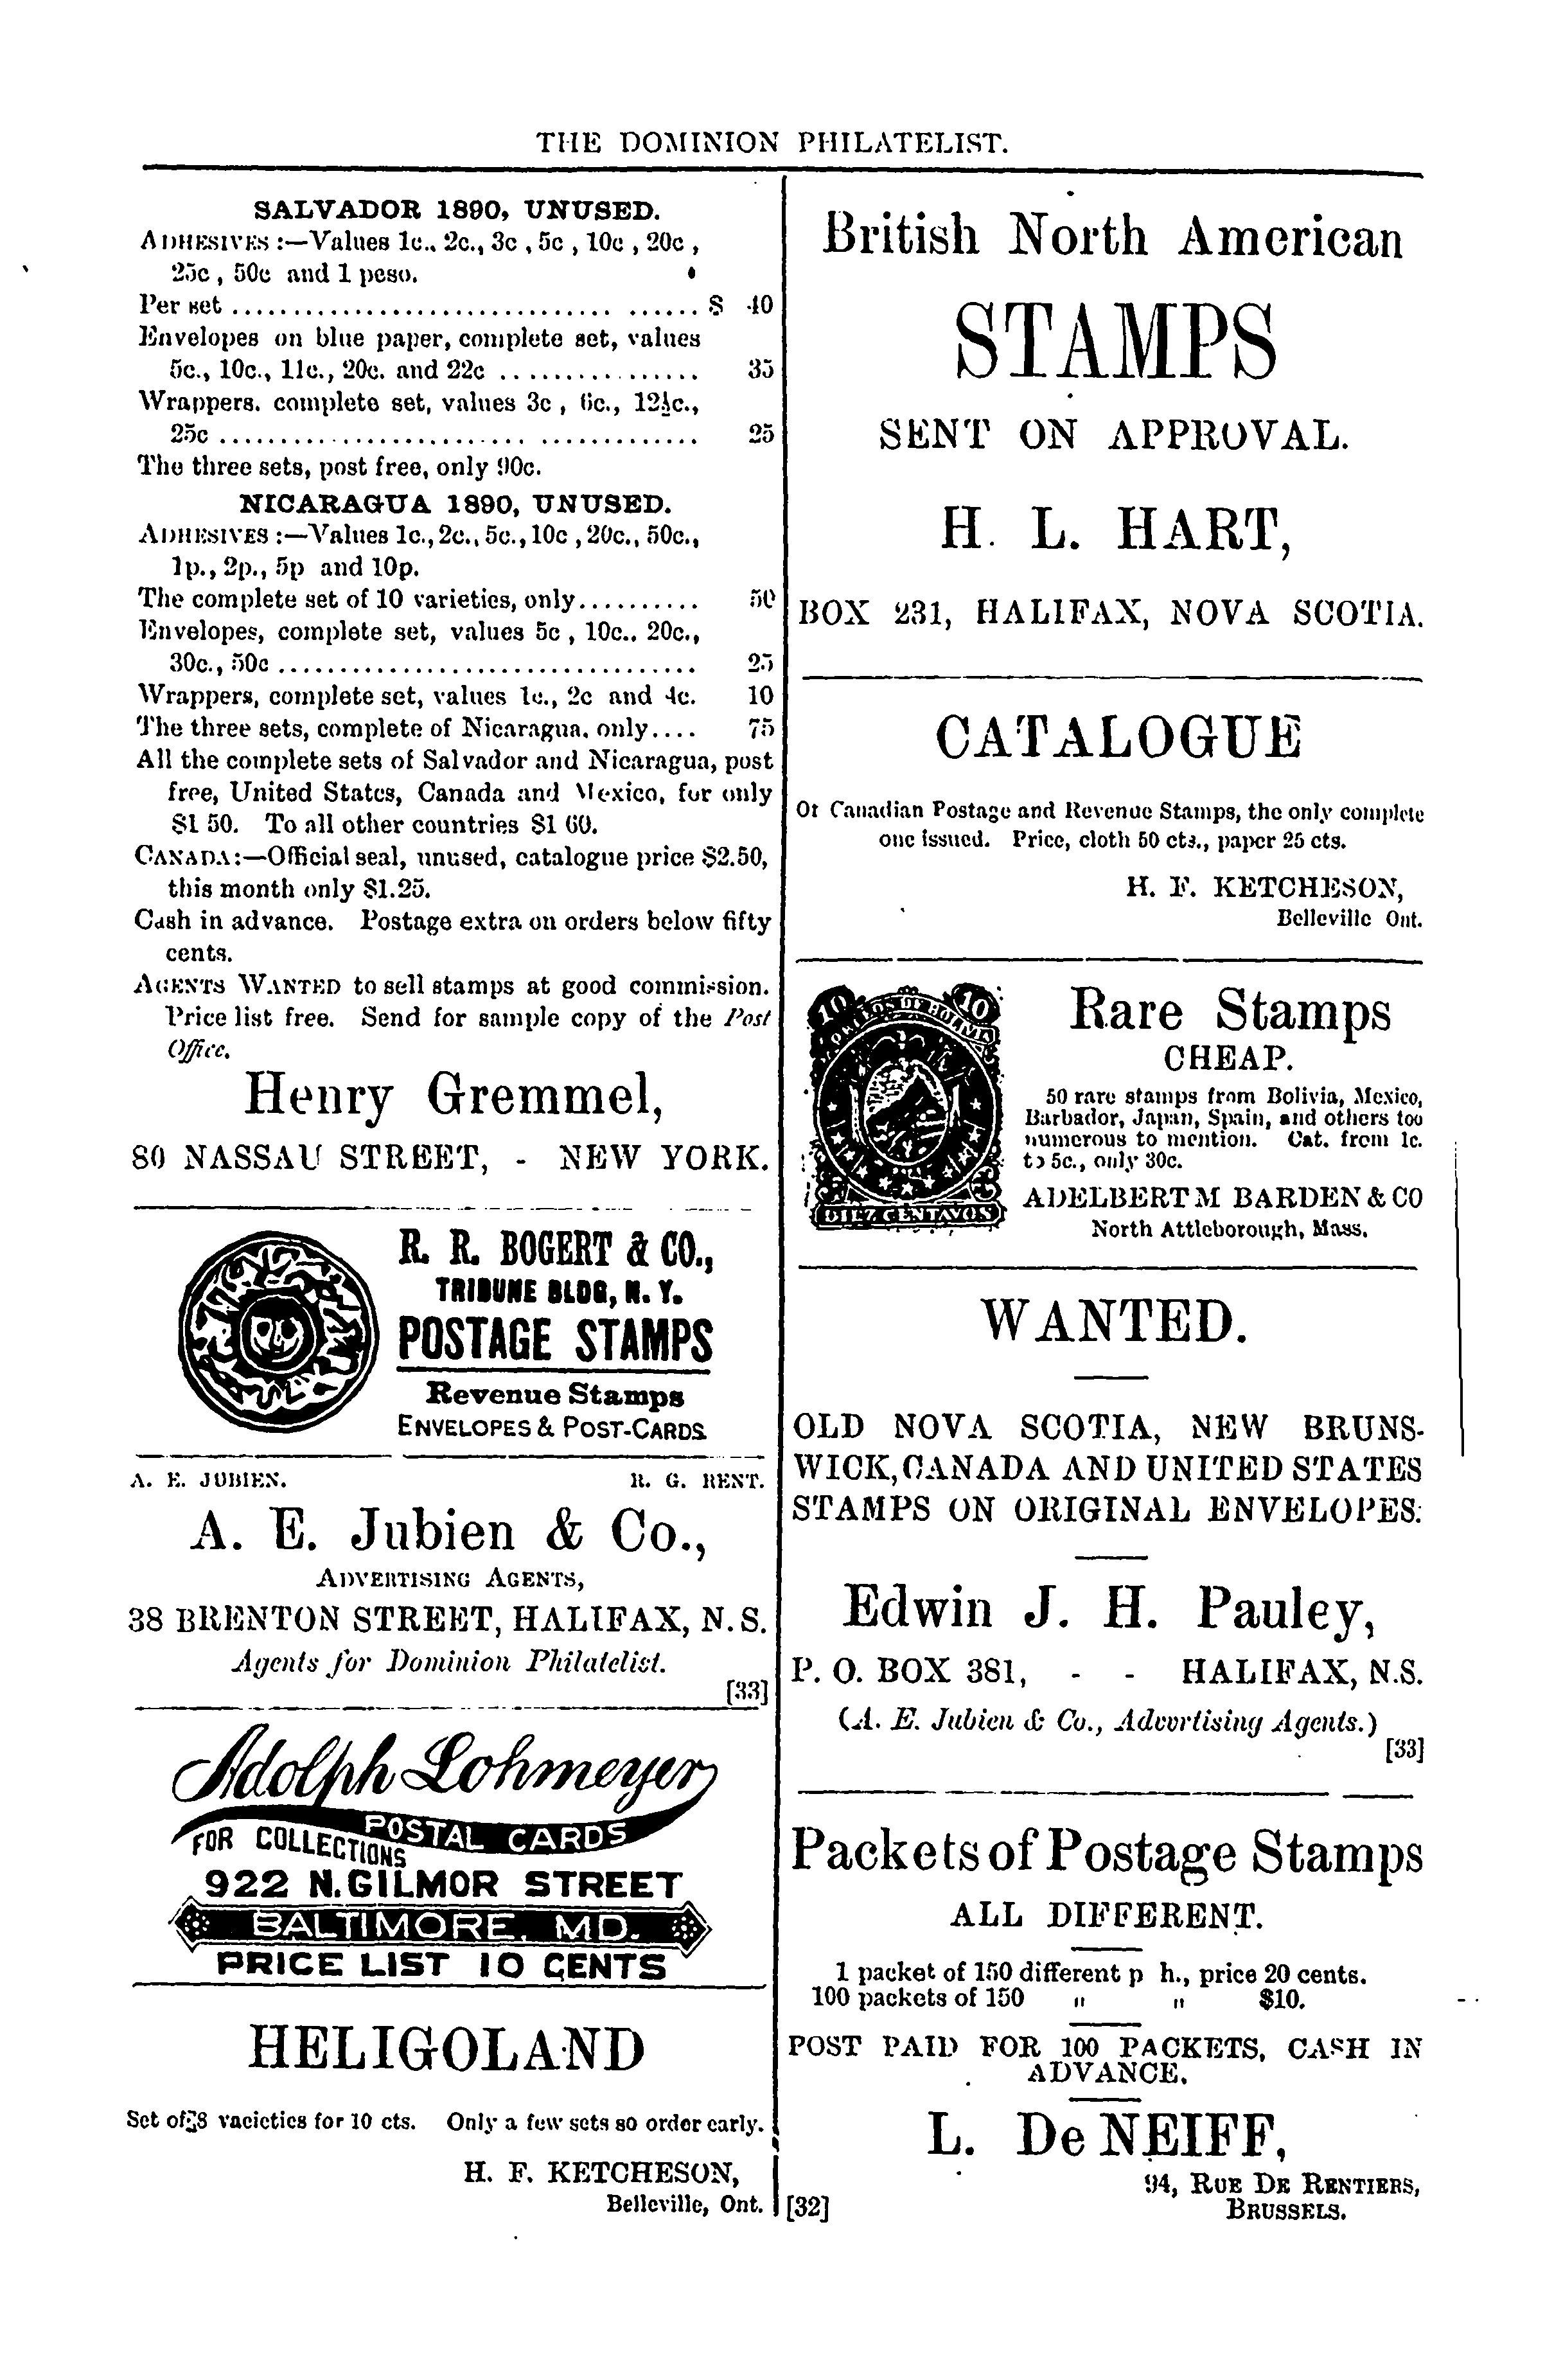 THE DOMINION PHILATELIST.
SALVADOR 1890, UNUSED.
ADHESIVES :—Values 1c., 2c., 3c , 5c , 10c , 20c ,
25c , 50c and 1 peso.
Per set ........ $ 40
Envelopes on blue paper, complete set, values
5c., 10c., 11c., 20c. and 22c ........ 35
Wrappers. complete set, values 3c , 6c., 12½c.,
25c ........ 25
The three sets, post free, only 90c.
NICARAGUA 1890, UNUSED.
ADHESIVES :—Values 1c., 2c., 5c., 10c , 20c., 50c.,
1p., 2p., 5p and 10p.
The complete set of 10 varieties, only.......... 50
Envelopes, complete set, values 5c , 10c., 20c.,
30c., 50c ........ 25
Wrappers, complete set, values 1c., 2c and 4c. 10
The three sets, complete of Nicaragua, only.... 75
All the complete sets of Salvador and Nicaragua, post
free, United States, Canada and Mexico, for only
$1 50. To all other countries $1 60.
CANADA:—Official seal, unused, catalogue price $2.50,
this month only $1.25.
Cash in advance. Postage extra on orders below fifty
cents.
AGENTS WANTED to sell stamps at good commission.
Price list free. Send for sample copy of the Post
Office.
Henry Gremmel,
80 NASSAU STREET, - NEW YORK.
R. R. BOGERT & CO.,
TRIBUNE BLDG, N. Y.
POSTAGE STAMPS
Revenue Stamps
ENVELOPES & POST-CARDS.
A. E. JUBIEN. R. G. RENT.
A. E. Jubien & Co.,
ADVERTISING AGENTS,
38 BRENTON STREET, HALIFAX, N. S.
Agents for Dominion Philatelist.
[33]
Adolph Lohmeyer
POSTAL CARDS
FOR COLLECTIONS
922 N. GILMOR STREET
BALTIMORE, MD.
PRICE LIST 10 CENTS
HELIGOLAND
Set of 8 vacieties for 10 cts. Only a few sets so order early.
H. F. KETCHESON,
Belleville, Ont.
British North American
STAMPS
SENT ON APPROVAL.
H. L. HART,
BOX 231, HALIFAX, NOVA SCOTIA.
CATALOGUE
Of Canadian Postage and Revenue Stamps, the only complete
one issued. Price, cloth 50 cts., paper 25 cts.
H. F. KETCHESON,
Belleville Ont.
10 CORREOS DE BOLIVIA 10
DIEZ CENTAVOS
Rare Stamps
CHEAP.
50 rare stamps from Bolivia, Mexico,
Barbador, Japan, Spain, and others too
numerous to mention. Cat. from 1c.
to 5c., only 30c.
ADELBERT M BARDEN & CO
North Attleborough, Mass.
WANTED.
OLD NOVA SCOTIA, NEW BRUNS-
WICK, CANADA AND UNITED STATES
STAMPS ON ORIGINAL ENVELOPES.
Edwin J. H. Pauley,
P. O. BOX 381, - - HALIFAX, N.S.
(A. E. Jubien & Co., Advertising Agents.)
[33]
Packets of Postage Stamps
ALL DIFFERENT.
1 packet of 150 different p h., price 20 cents.
100 packets of 150 " " $10.
POST PAID FOR 100 PACKETS, CASH IN
ADVANCE.
L. De NEIFF,
94, RUE DE RENTIERS,
BRUSSELS.
[32]